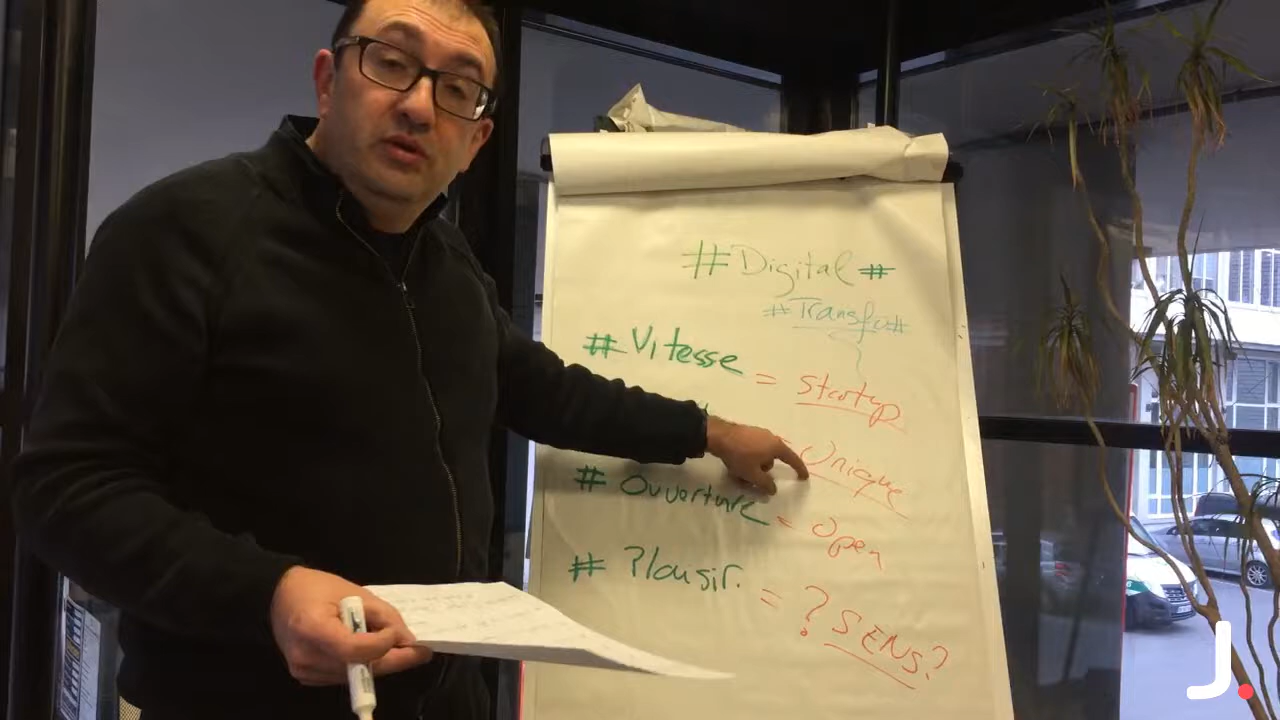 #Digital#
#Transfo#
#Vitesse = startup
Unique
# Ouverture = open
# Plaisir. = ? SENS?
J.